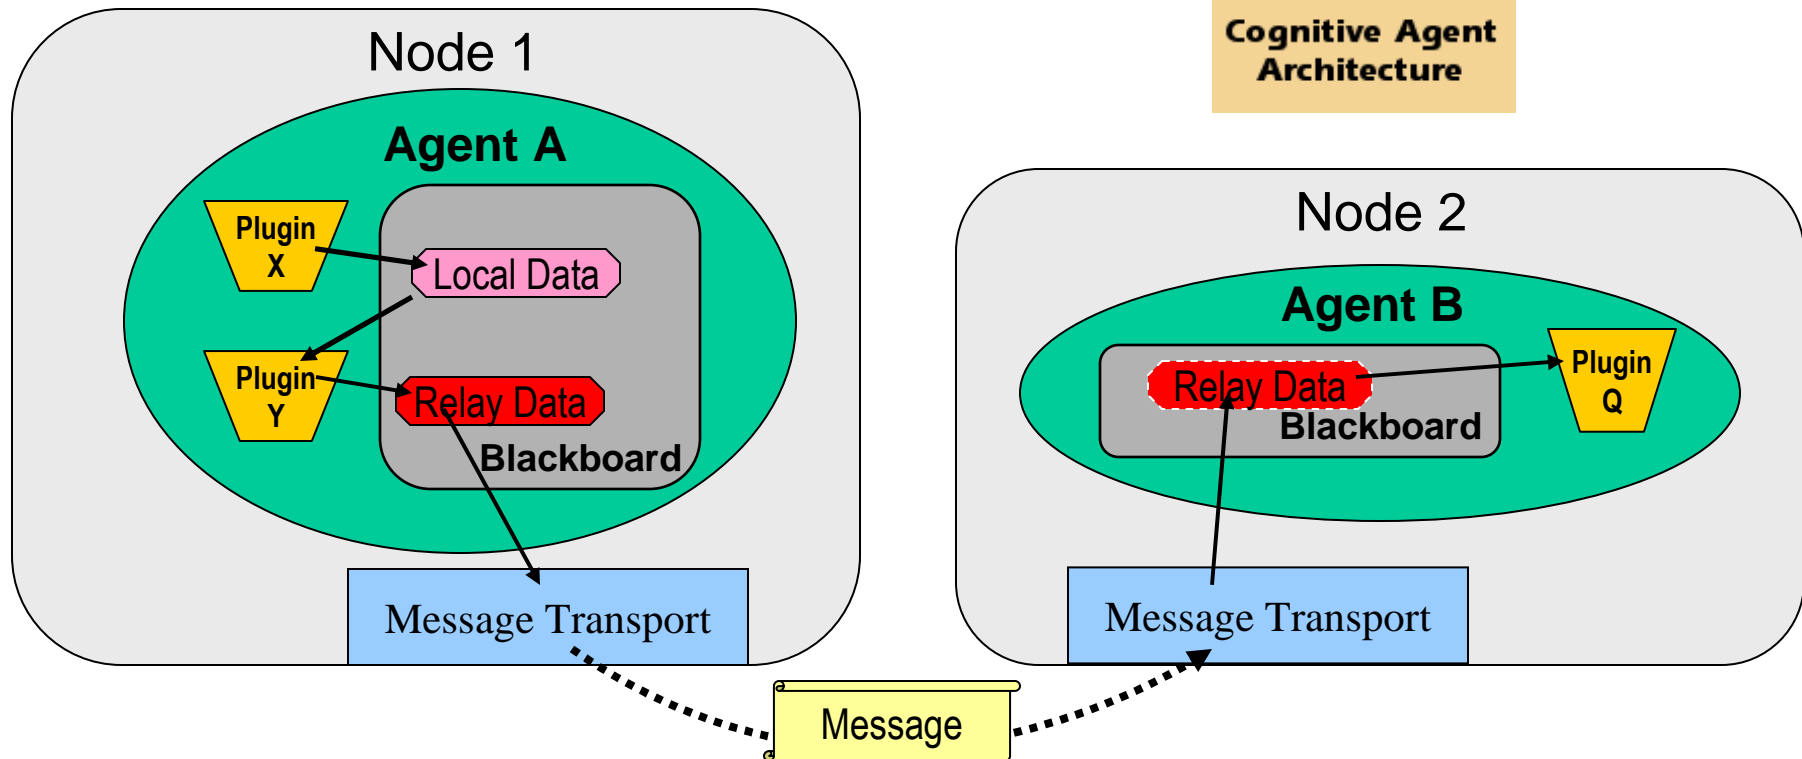 Cognitive Agent
Architecture
Node 1
Agent A
Plugin
X
Local Data
Plugin
Y
Relay Data
Blackboard
Message Transport
Node 2
Agent B
Relay Data
Blackboard
Plugin
Q
Message Transport
Message